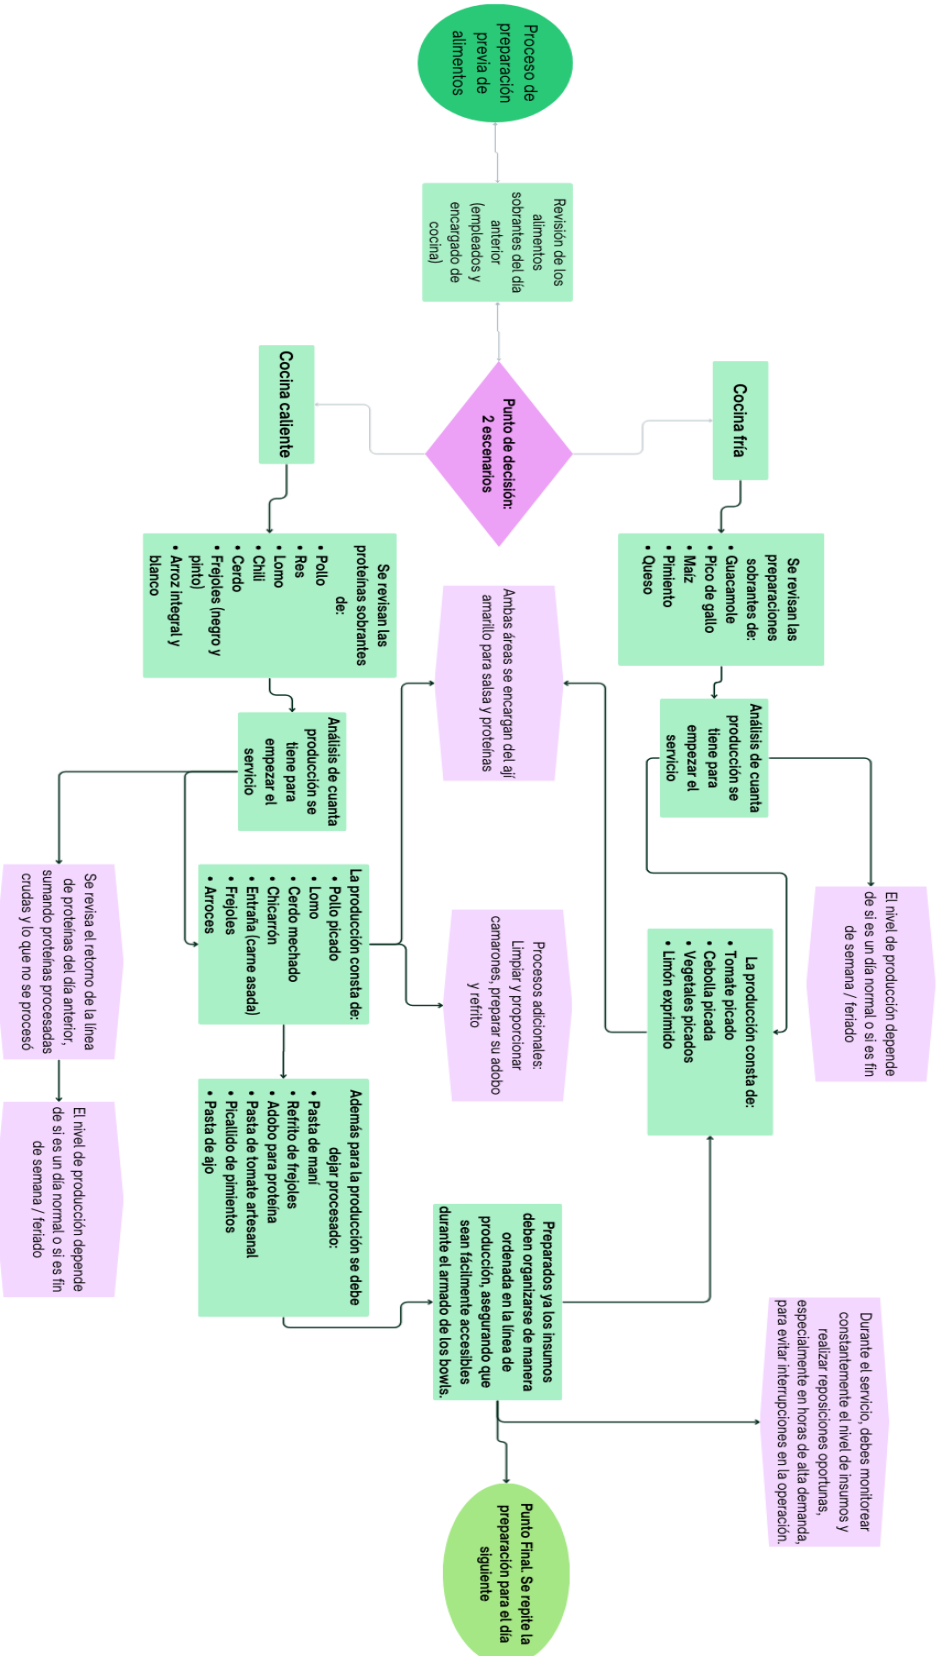 Proceso de
preparación
previa de
alimentos
Revisión de los
alimentos
sobrantes del día
anterior
(empleados y
encargado de
cocina)
Punto de decisión:
2 escenarios
Cocina fría
Se revisan las
preparaciones
sobrantes de:
• Guacamole
• Pico de gallo
• Maíz
• Pimiento
• Queso
Análisis de cuanta
producción se
tiene para
empezar el
servicio
El nivel de producción depende
de si es un día normal o si es fin
de semana / feriado
La producción consta de:
• Tomate picado
• Cebolla picada
• Vegetales picados
• Limón exprimido
Cocina caliente
Se revisan las
proteínas sobrantes
de:
• Pollo
• Res
• Lomo
• Chili
• Cerdo
• Frejoles (negro y
pinto)
• Arroz integral y
blanco
Análisis de cuanta
producción se
tiene para
empezar el
servicio
Ambas áreas se encargan del ají
amarillo para salsa y proteínas
La producción consta de:
• Pollo picado
• Lomo
• Cerdo mechado
• Chicarrón
• Entraña (carne asada)
• Frejoles
• Arroces
Procesos adicionales:
Limpiar y proporcionar
camarones, preparar su adobo
y refrito
Se revisa el retorno de la línea
de proteínas del día anterior,
sumando proteínas procesadas
crudas y lo que no se procesó
El nivel de producción depende
de si es un día normal o si es fin
de semana / feriado
Además para la producción se debe
dejar procesado:
• Pasta de maní
• Refrito de frejoles
• Adobo para proteína
• Pasta de tomate artesanal
• Picallido de pimientos
• Pasta de ajo
Preparados ya los insumos
deben organizarse de manera
ordenada en la línea de
producción, asegurando que
sean fácilmente accesibles
durante el armado de los bowls.
Durante el servicio, debes monitorear
constantemente el nivel de insumos y
realizar reposiciones oportunas,
especialmente en horas de alta demanda,
para evitar interrupciones en la operación.
Punto Final. Se repite la
preparación para el día
siguiente